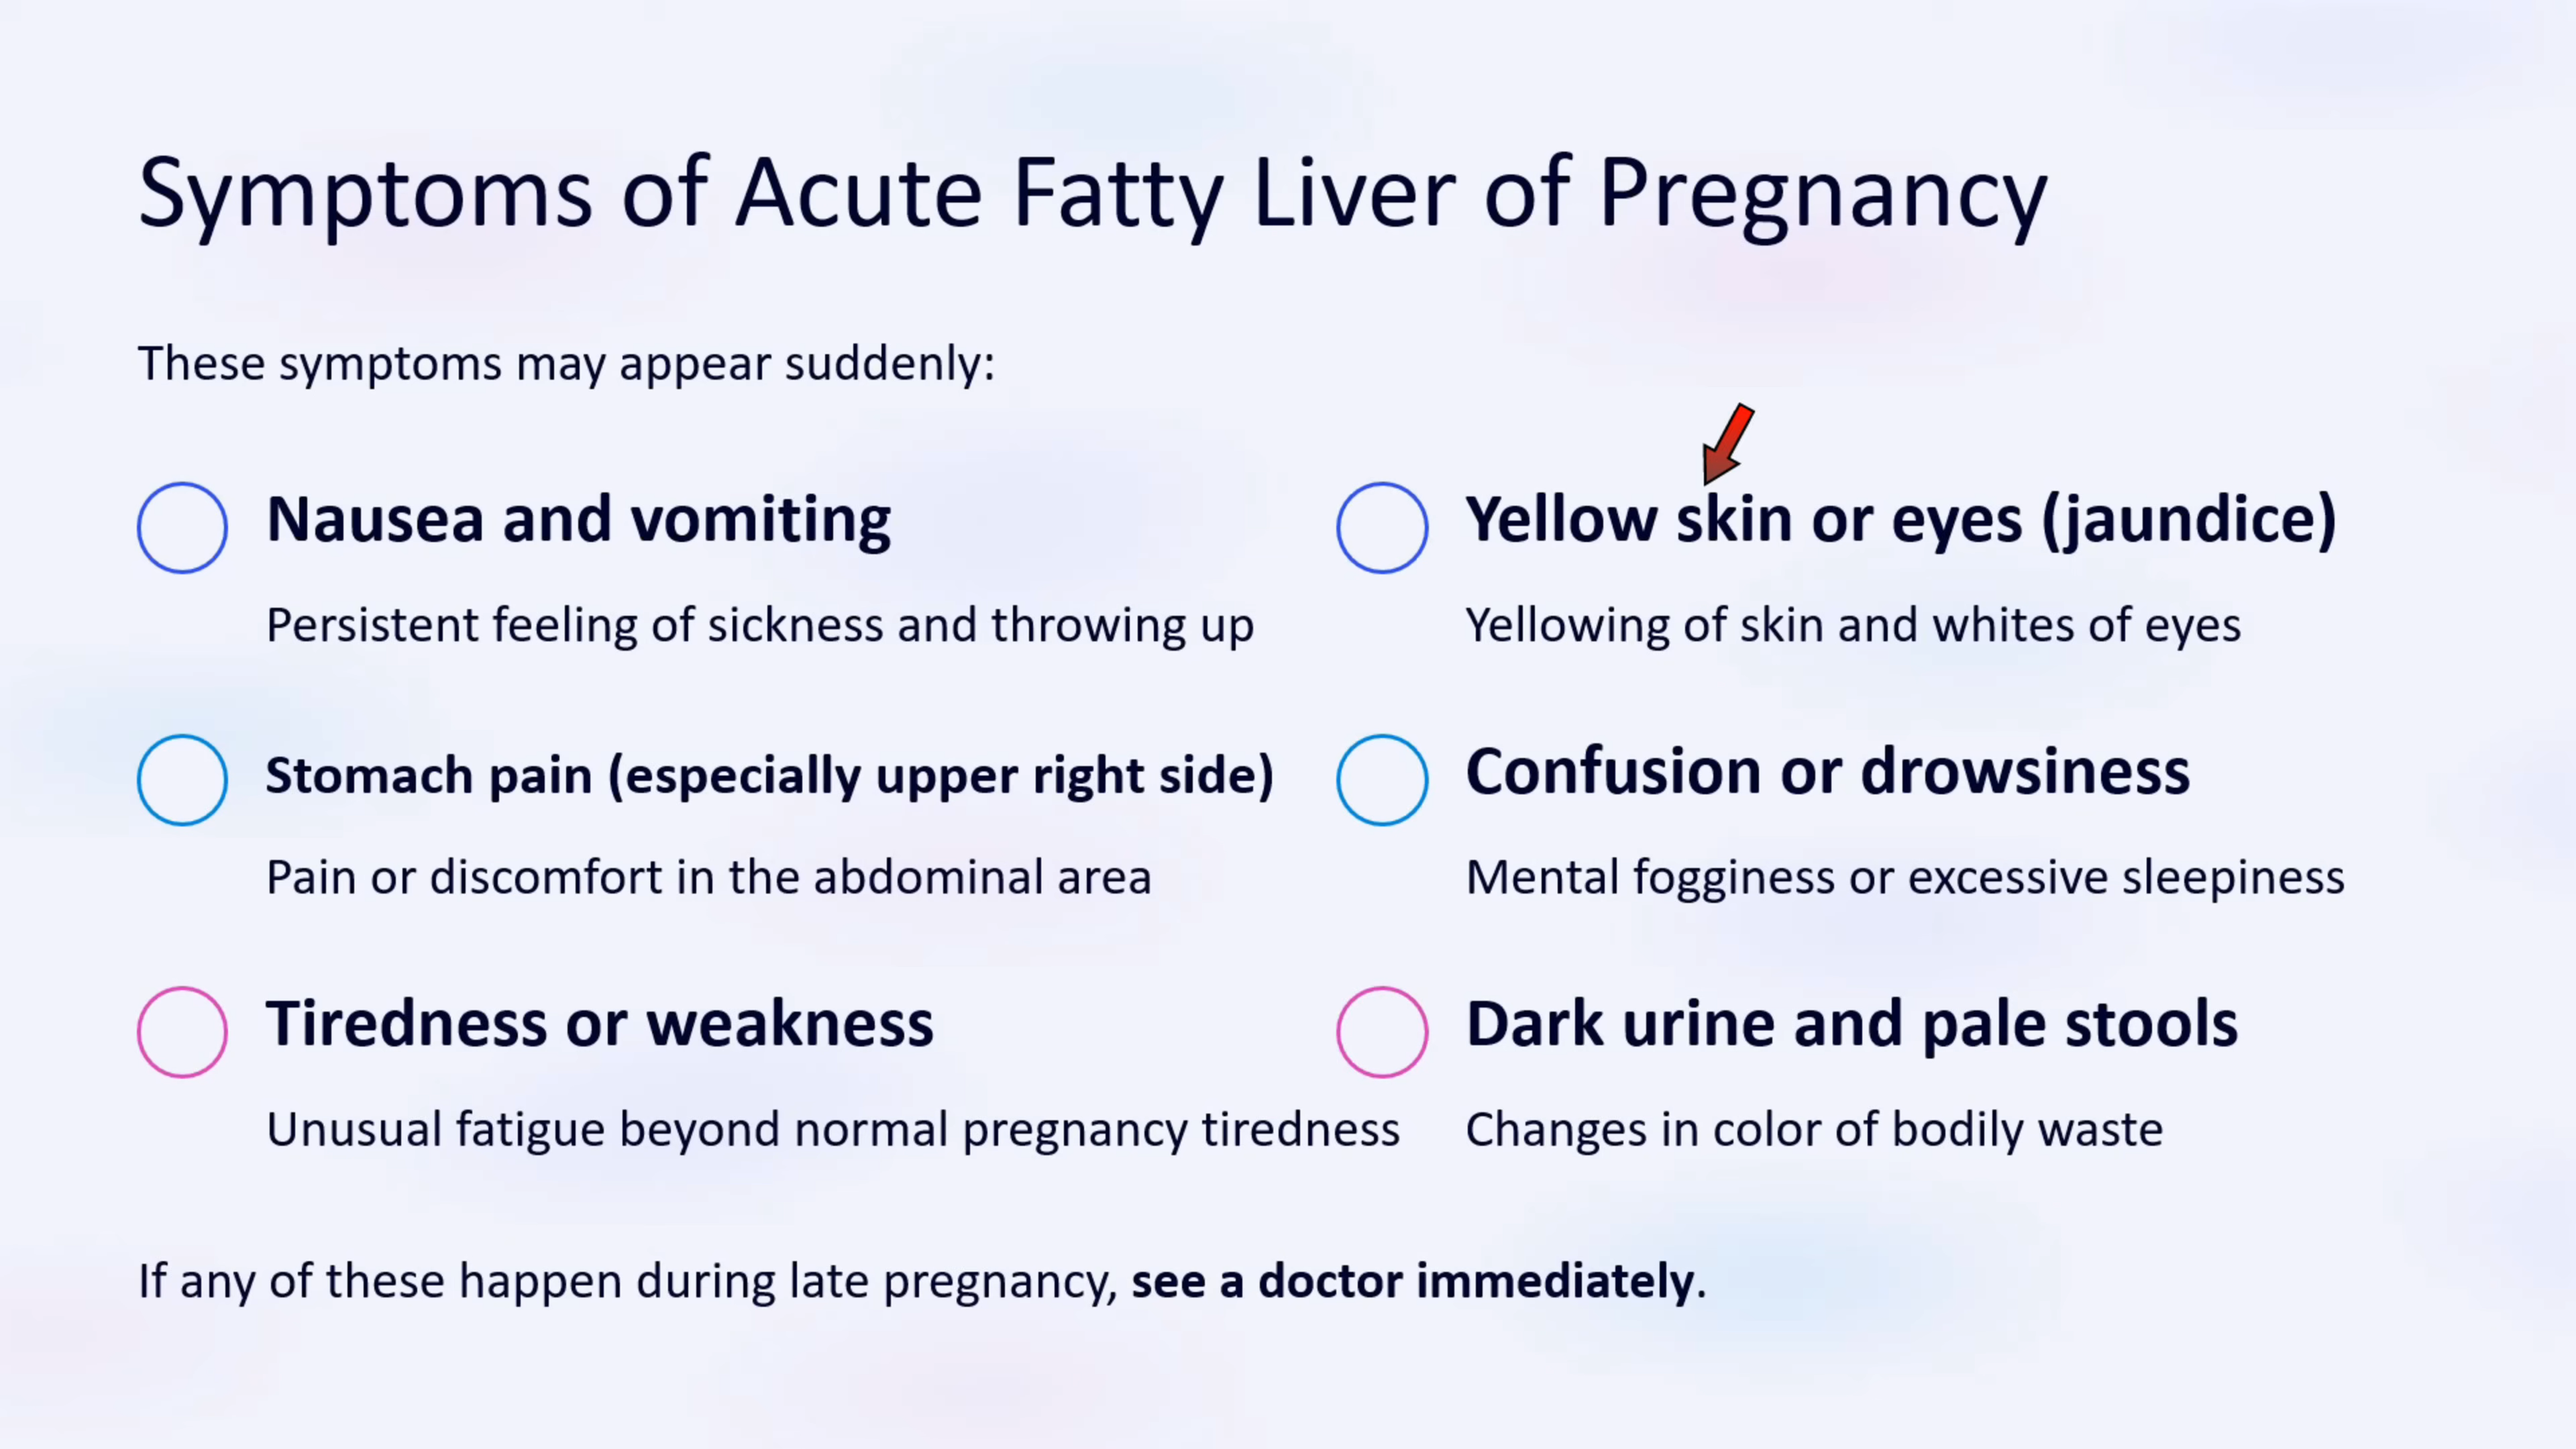 Symptoms of Acute Fatty Liver of Pregnancy
These symptoms may appear suddenly:
Nausea and vomiting
Persistent feeling of sickness and throwing up
Yellow skin or eyes (jaundice)
Yellowing of skin and whites of eyes
Stomach pain (especially upper right side)
Pain or discomfort in the abdominal area
Confusion or drowsiness
Mental fogginess or excessive sleepiness
Tiredness or weakness
Unusual fatigue beyond normal pregnancy tiredness
Dark urine and pale stools
Changes in color of bodily waste
If any of these happen during late pregnancy, see a doctor immediately.